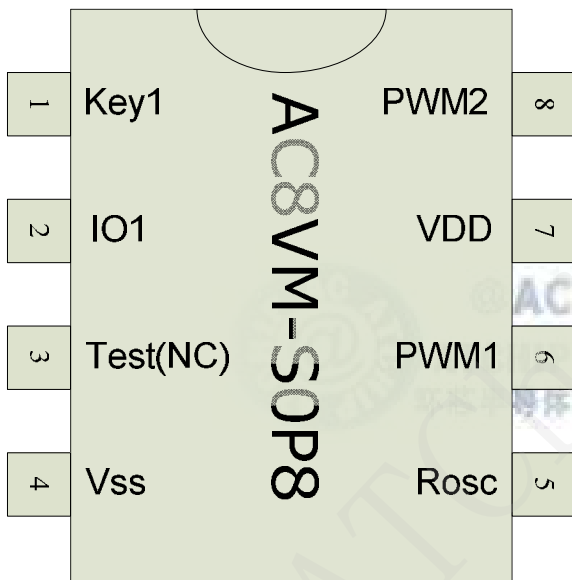 1 Key1 PWM2 8
2 IO1 VDD 7
3 Test(NC) PWM1 6
4 Vss Rosc 5
AC8VM-SOP8
@AC